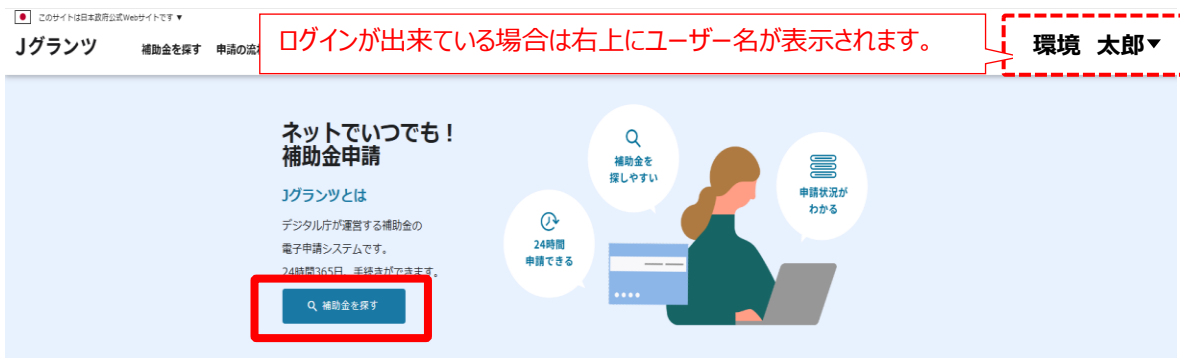 このサイトは日本政府公式Webサイトです ▼
Jグランツ 補助金を探す 申請の流
ログインが出来ている場合は右上にユーザー名が表示されます。
環境 太郎▼
ネットでいつでも!
補助金申請
Jグランツとは
デジタル庁が運営する補助金の
電子申請システムです。
24時間365日、手続きができます。
補助金を探す
補助金を
探しやすい
24時間
申請できる
申請状況が
わかる